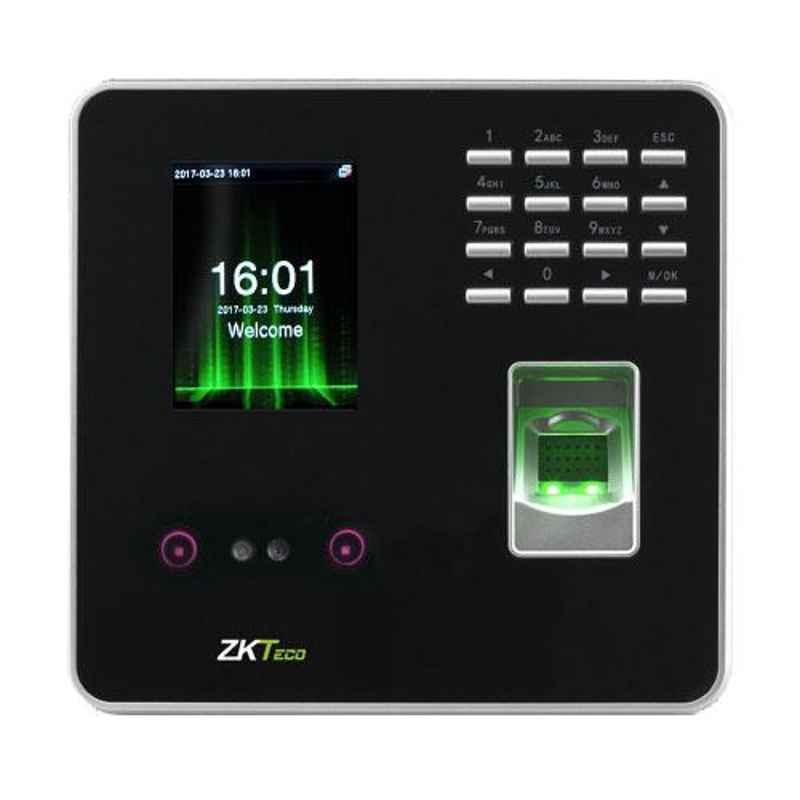 2017-03-23 16:01
16:01
2017-03-23 Thursday
Welcome
1 2ABC 3DEF ESC
4GHI 5JKL 6MNO ▲
7PQRS 8TUV 9WXYZ ▼
◀ 0 ▶ M/OK
ZKTECO